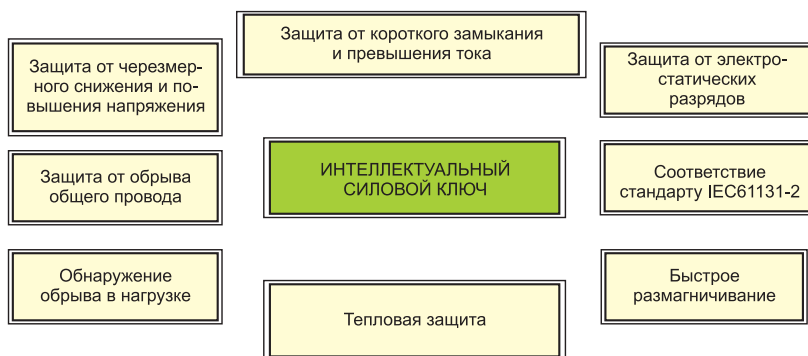 Защита от короткого замыкания
и превышения тока
Защита от черезмер-
ного снижения и по-
вышения напряжения
Защита от электро-
статических
разрядов
Защита от обрыва
общего провода
ИНТЕЛЛЕКТУАЛЬНЫЙ
СИЛОВОЙ КЛЮЧ
Соответствие
стандарту IEC61131-2
Обнаружение
обрыва в нагрузке
Тепловая защита
Быстрое
размагничивание